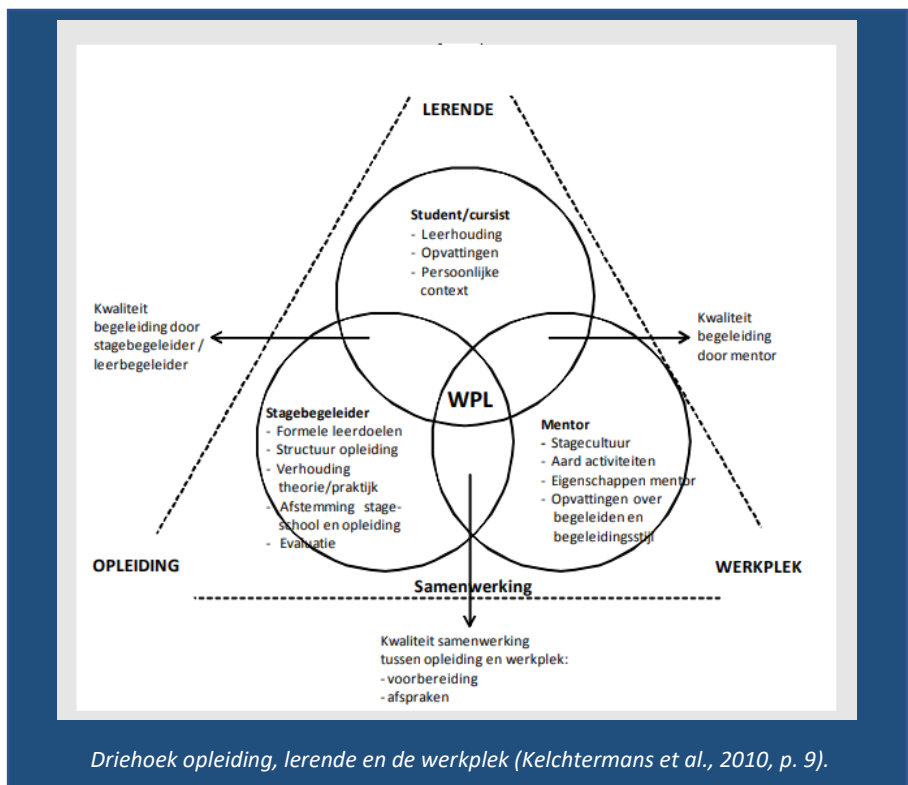 LERENDE
Student/cursist
- Leerhouding
- Opvattingen
- Persoonlijke
context
Kwaliteit
begeleiding door
stagebegeleider /
leerbegeleider
Kwaliteit
begeleiding
door mentor
WPL
Stagebegeleider
- Formele leerdoelen
- Structuur opleiding
- Verhouding
theorie/praktijk
- Afstemming stage-
school en opleiding
- Evaluatie
Mentor
- Stagecultuur
- Aard activiteiten
- Eigenschappen mentor
- Opvattingen over
begeleiden en
begeleidingsstijl
OPLEIDING
WERKPLEK
Samenwerking
Kwaliteit samenwerking
tussen opleiding en werkplek:
- voorbereiding
- afspraken
Driehoek opleiding, lerende en de werkplek (Kelchtermans et al., 2010, p. 9).